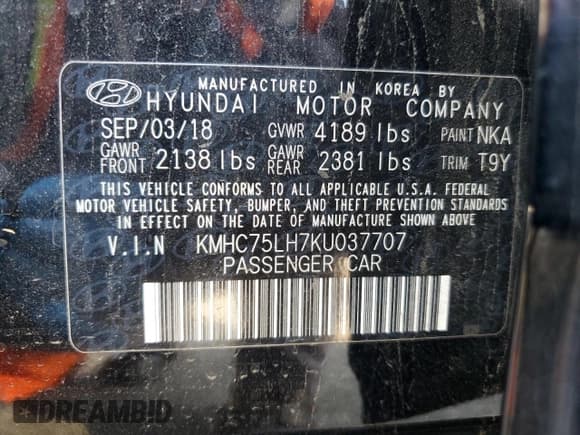 MANUFACTURED IN KOREA BY
HYUNDAI MOTOR COMPANY
SEP/03/18 GVWR 4189 lbs PAINT NKA
GAWR FRONT 2138 lbs GAWR REAR 2381 lbs TRIM T9Y
THIS VEHICLE CONFORMS TO ALL APPLICABLE U.S.A. FEDERAL
MOTOR VEHICLE SAFETY, BUMPER, AND THEFT PREVENTION STANDARDS
IN EFFECT ON THE DATE OF MANUFACTURE SHOWN ABOVE
V.I.N KMHC75LH7KU037707
PASSENGER CAR
DREAMBID